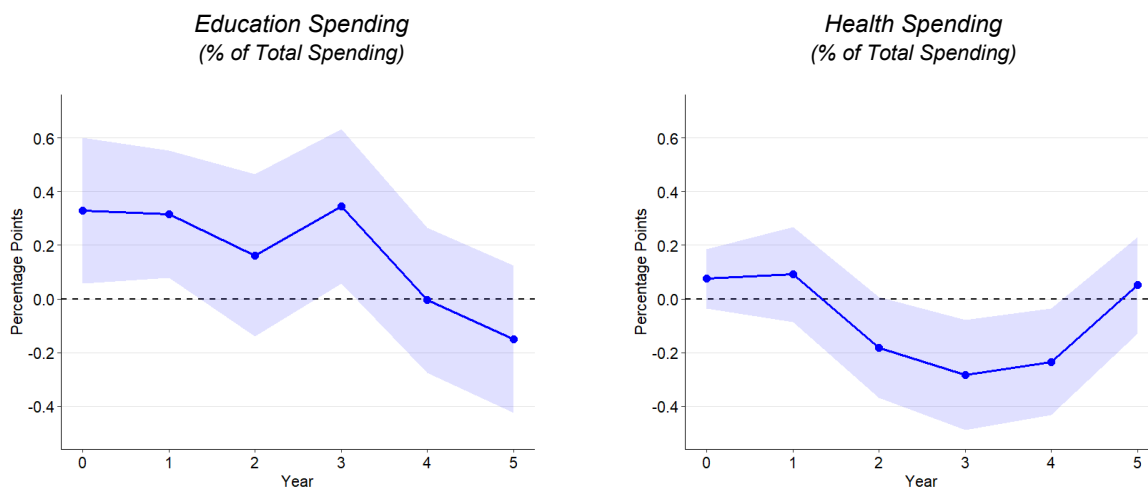 Education Spending
(% of Total Spending)
Percentage Points
0.6
0.4
0.2
0.0
-0.2
-0.4
0 1 2 3 4 5
Year
Health Spending
(% of Total Spending)
Percentage Points
0.6
0.4
0.2
0.0
-0.2
-0.4
0 1 2 3 4 5
Year